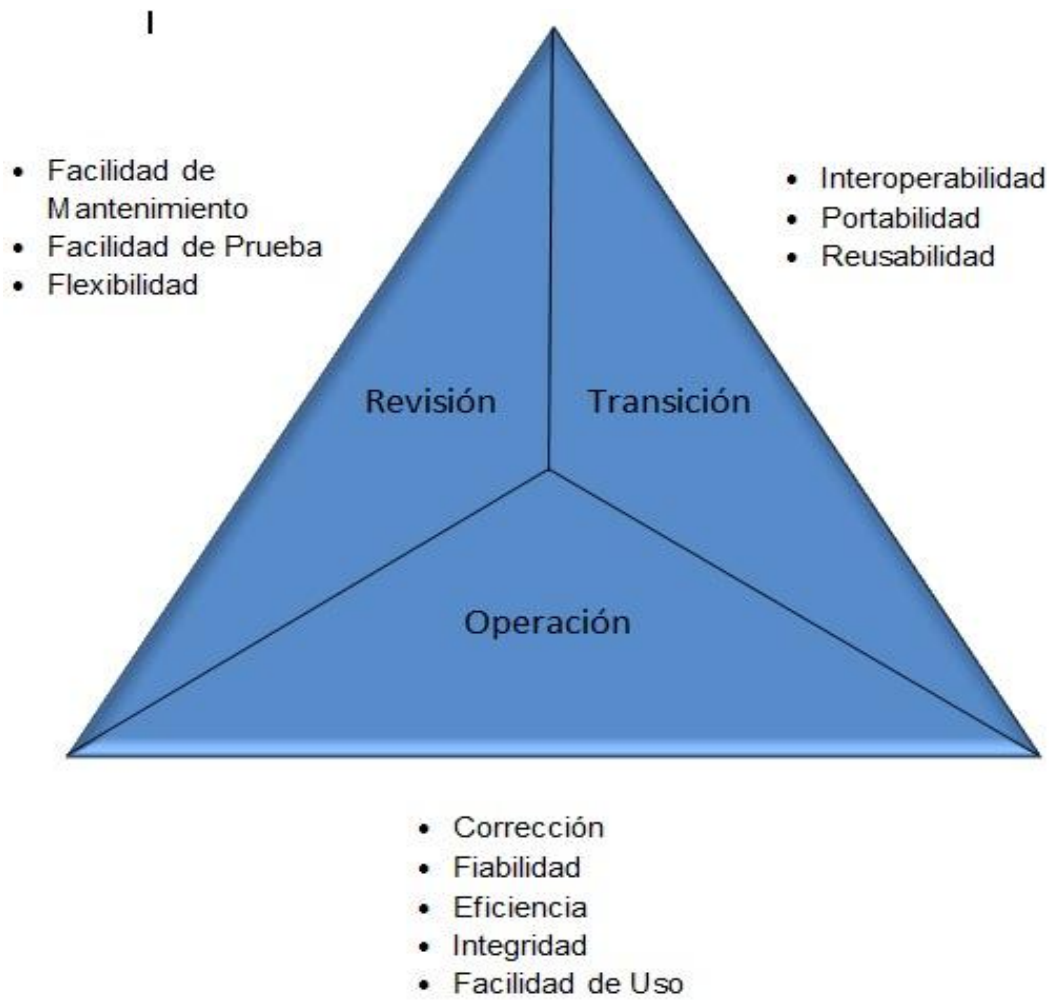 I
• Facilidad de
Mantenimiento
• Facilidad de Prueba
• Flexibilidad
• Interoperabilidad
• Portabilidad
• Reusabilidad
Revisión
Transición
Operación
• Corrección
• Fiabilidad
• Eficiencia
• Integridad
• Facilidad de Uso